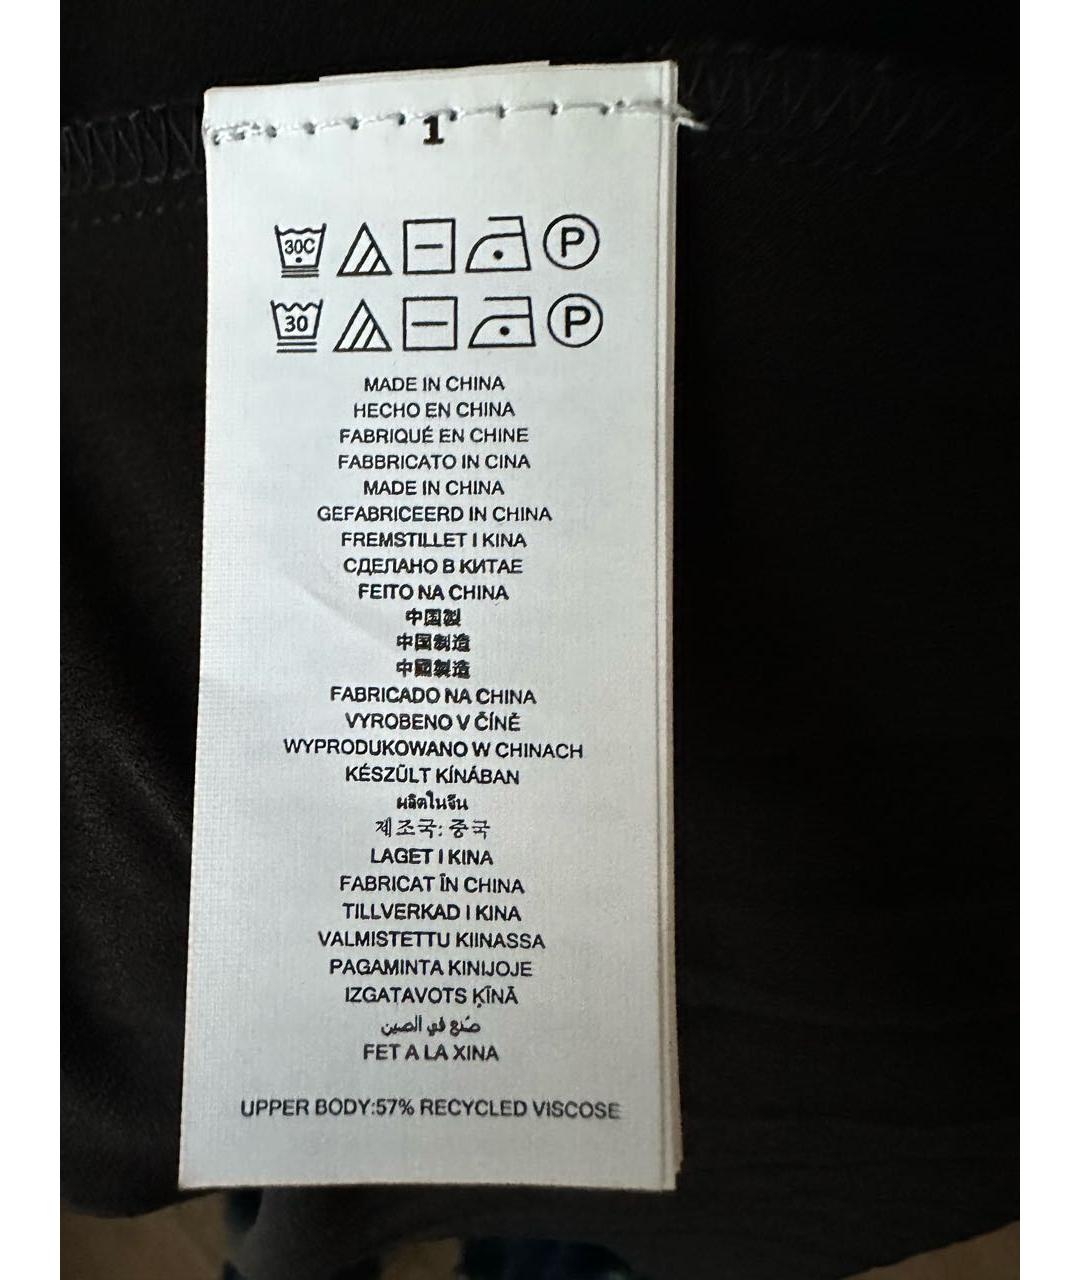 1
30C P
30 P
MADE IN CHINA
HECHO EN CHINA
FABRIQUÉ EN CHINE
FABBRICATO IN CINA
MADE IN CHINA
GEFABRICEERD IN CHINA
FREMSTILLET I KINA
СДЕЛАНО В КИТАЕ
FEITO NA CHINA
中国製
中国制造
中國製造
FABRICADO NA CHINA
VYROBENO V ČÍNĚ
WYPRODUKOWANO W CHINACH
KÉSZÜLT KÍNÁBAN
ผลิตในจีน
제조국: 중국
LAGET I KINA
FABRICAT ÎN CHINA
TILLVERKAD I KINA
VALMISTETTU KIINASSA
PAGAMINTA KINIJOJE
IZGATAVOTS ĶĪNĀ
صُنع في الصين
FET A LA XINA
UPPER BODY:57% RECYCLED VISCOSE